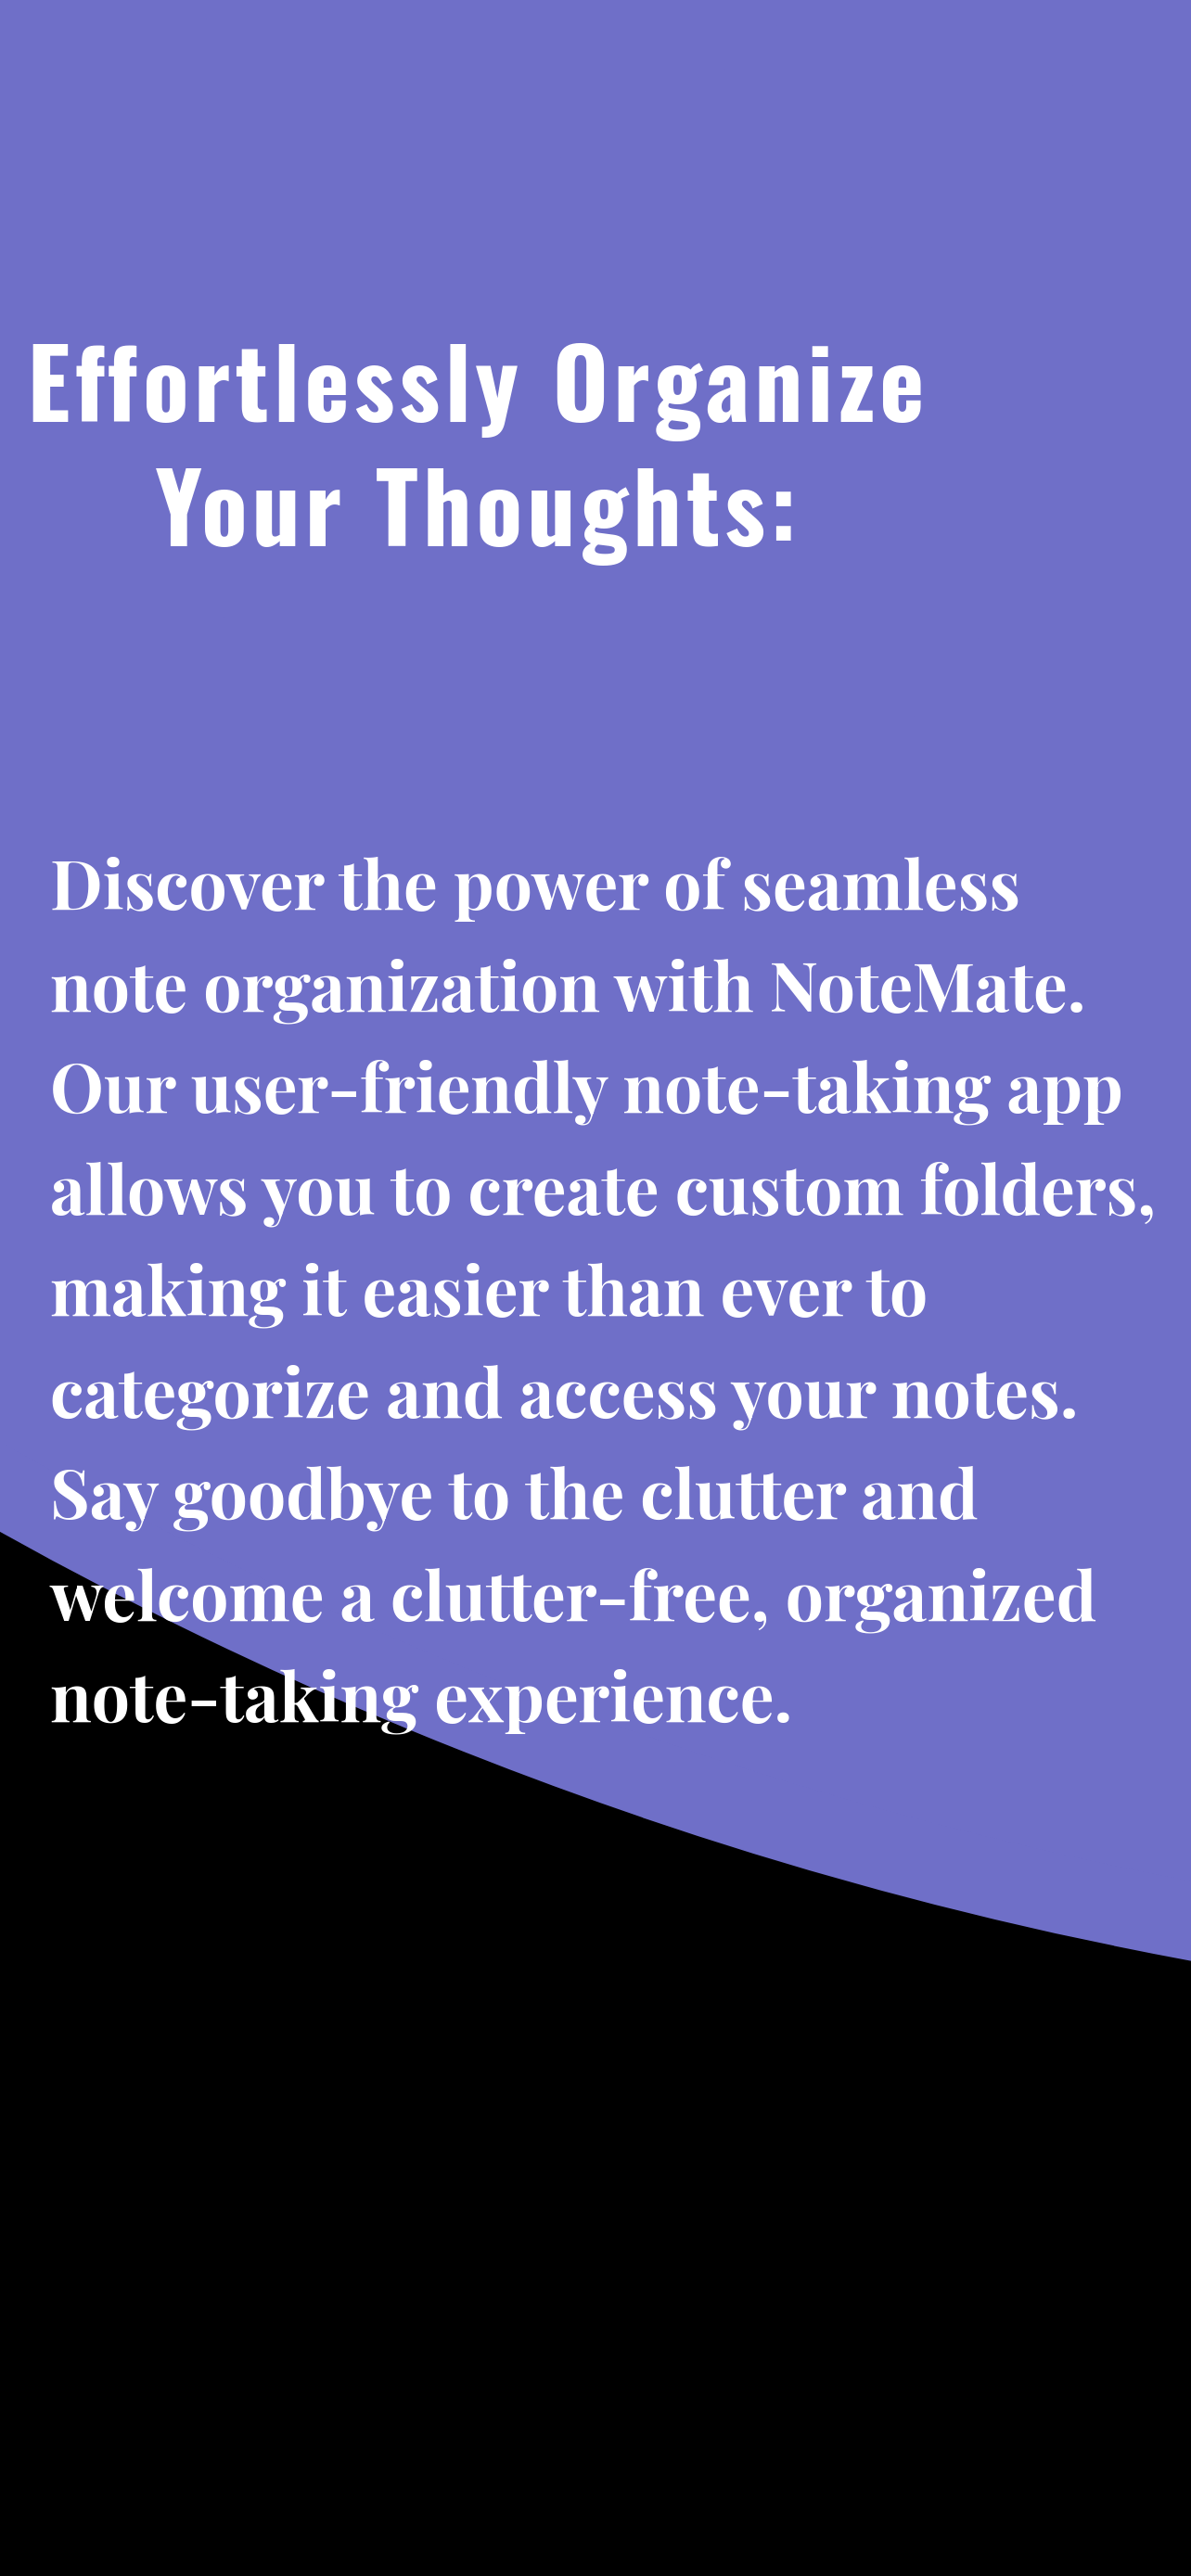 Effortlessly Organize
Your Thoughts:
Discover the power of seamless
note organization with NoteMate.
Our user-friendly note-taking app
allows you to create custom folders,
making it easier than ever to
categorize and access your notes.
Say goodbye to the clutter and
welcome a clutter-free, organized
note-taking experience.